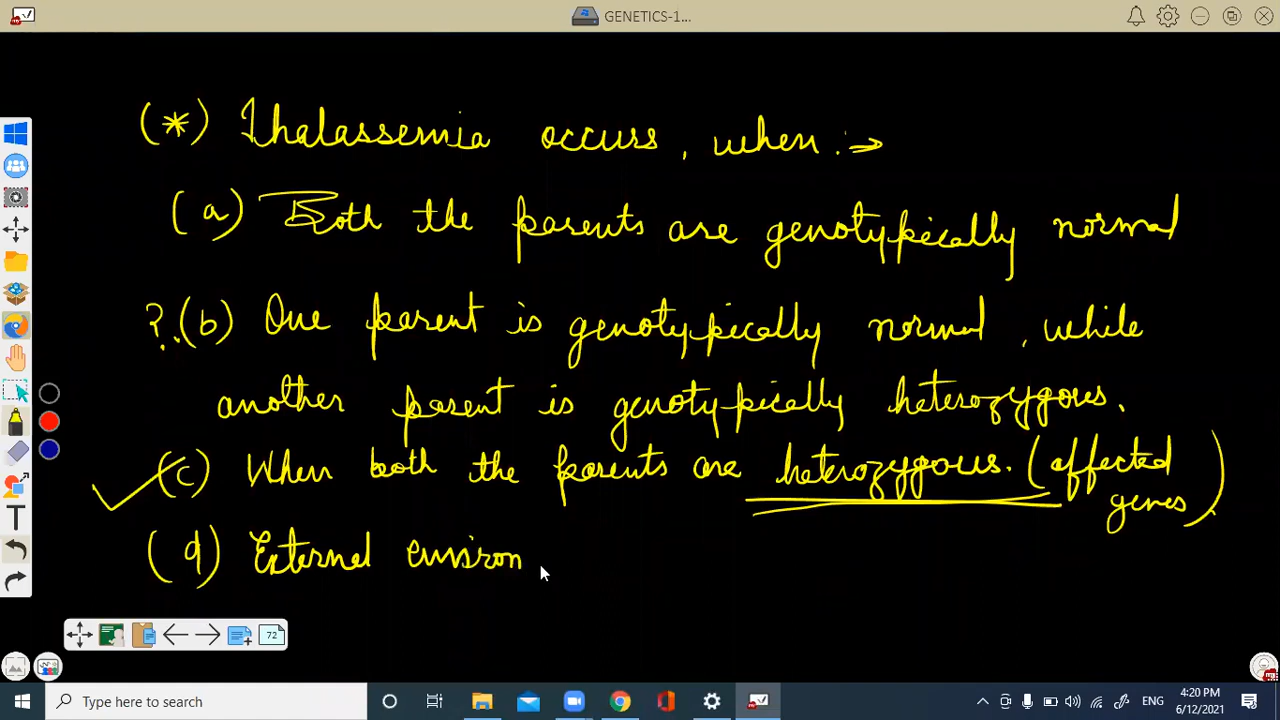 GENETICS-1...
(*) Thalassemia occurs, when :→
(a) Both the parents are genotypically normal
?.(b) One parent is genotypically normal, while
another parent is genotypically heterozygous.
(c) When both the parents are heterozygous. (affected
genes).
(d) External environ
72
Type here to search
ENG
4:20 PM
6/12/2021